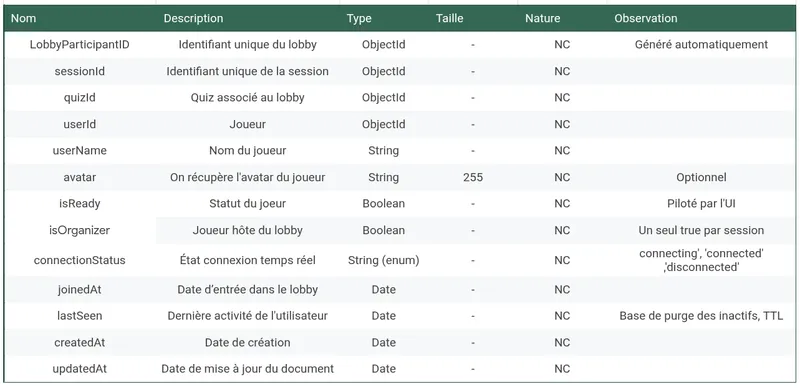 Nom Description Type Taille Nature Observation
LobbyParticipantID Identifiant unique du lobby ObjectId - NC Généré automatiquement
sessionId Identifiant unique de la session ObjectId - NC
quizId Quiz associé au lobby ObjectId - NC
userId Joueur ObjectId - NC
userName Nom du joueur String - NC
avatar On récupère l'avatar du joueur String 255 NC Optionnel
isReady Statut du joeur Boolean - NC Piloté par l'UI
isOrganizer Joueur hôte du lobby Boolean - NC Un seul true par session
connectionStatus État connexion temps réel String (enum) - NC connecting', 'connected'
,'disconnected'
joinedAt Date d'entrée dans le lobby Date - NC
lastSeen Dernière activité de l'utilisateur Date - NC Base de purge des inactifs, TTL
createdAt Date de création Date - NC
updatedAt Date de mise à jour du document Date - NC